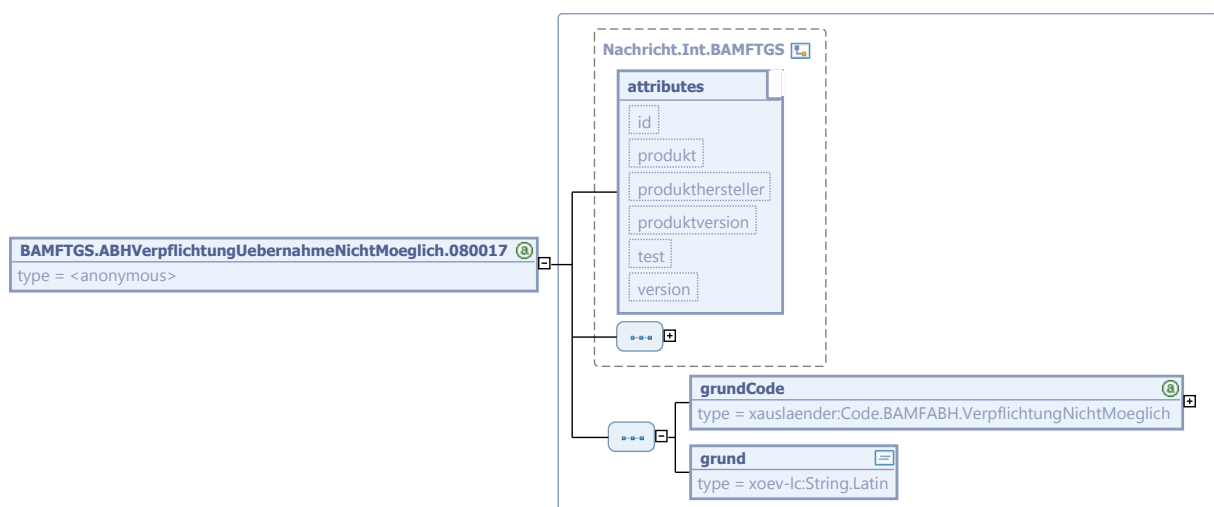 Nachricht.Int.BAMFTGS
attributes
id
produkt
produkthersteller
produktversion
test
version
BAMFTGS.ABHVerpflichtungUebernahmeNichtMoeglich.080017
type = <anonymous>
grundCode
type = xauslaender:Code.BAMFABH.VerpflichtungNichtMoeglich
grund
type = xoev-lc:String.Latin